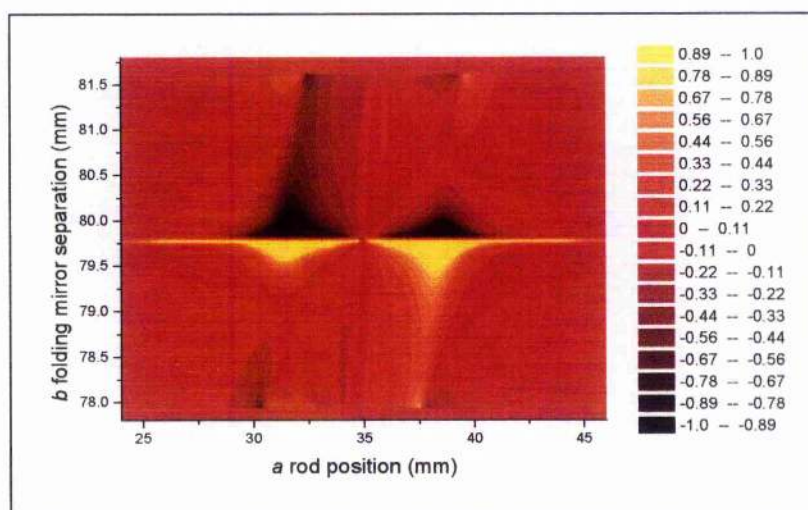 b folding mirror separation (mm)
81.5
81.0
80.5
80.0
79.5
79.0
78.5
78.0
25 30 35 40 45
a rod position (mm)
0.89 -- 1.0
0.78 -- 0.89
0.67 -- 0.78
0.56 -- 0.67
0.44 -- 0.56
0.33 -- 0.44
0.22 -- 0.33
0.11 -- 0.22
0 -- 0.11
-0.11 -- 0
-0.22 -- -0.11
-0.33 -- -0.22
-0.44 -- -0.33
-0.56 -- -0.44
-0.67 -- -0.56
-0.78 -- -0.67
-0.89 -- -0.78
-1.0 -- -0.89